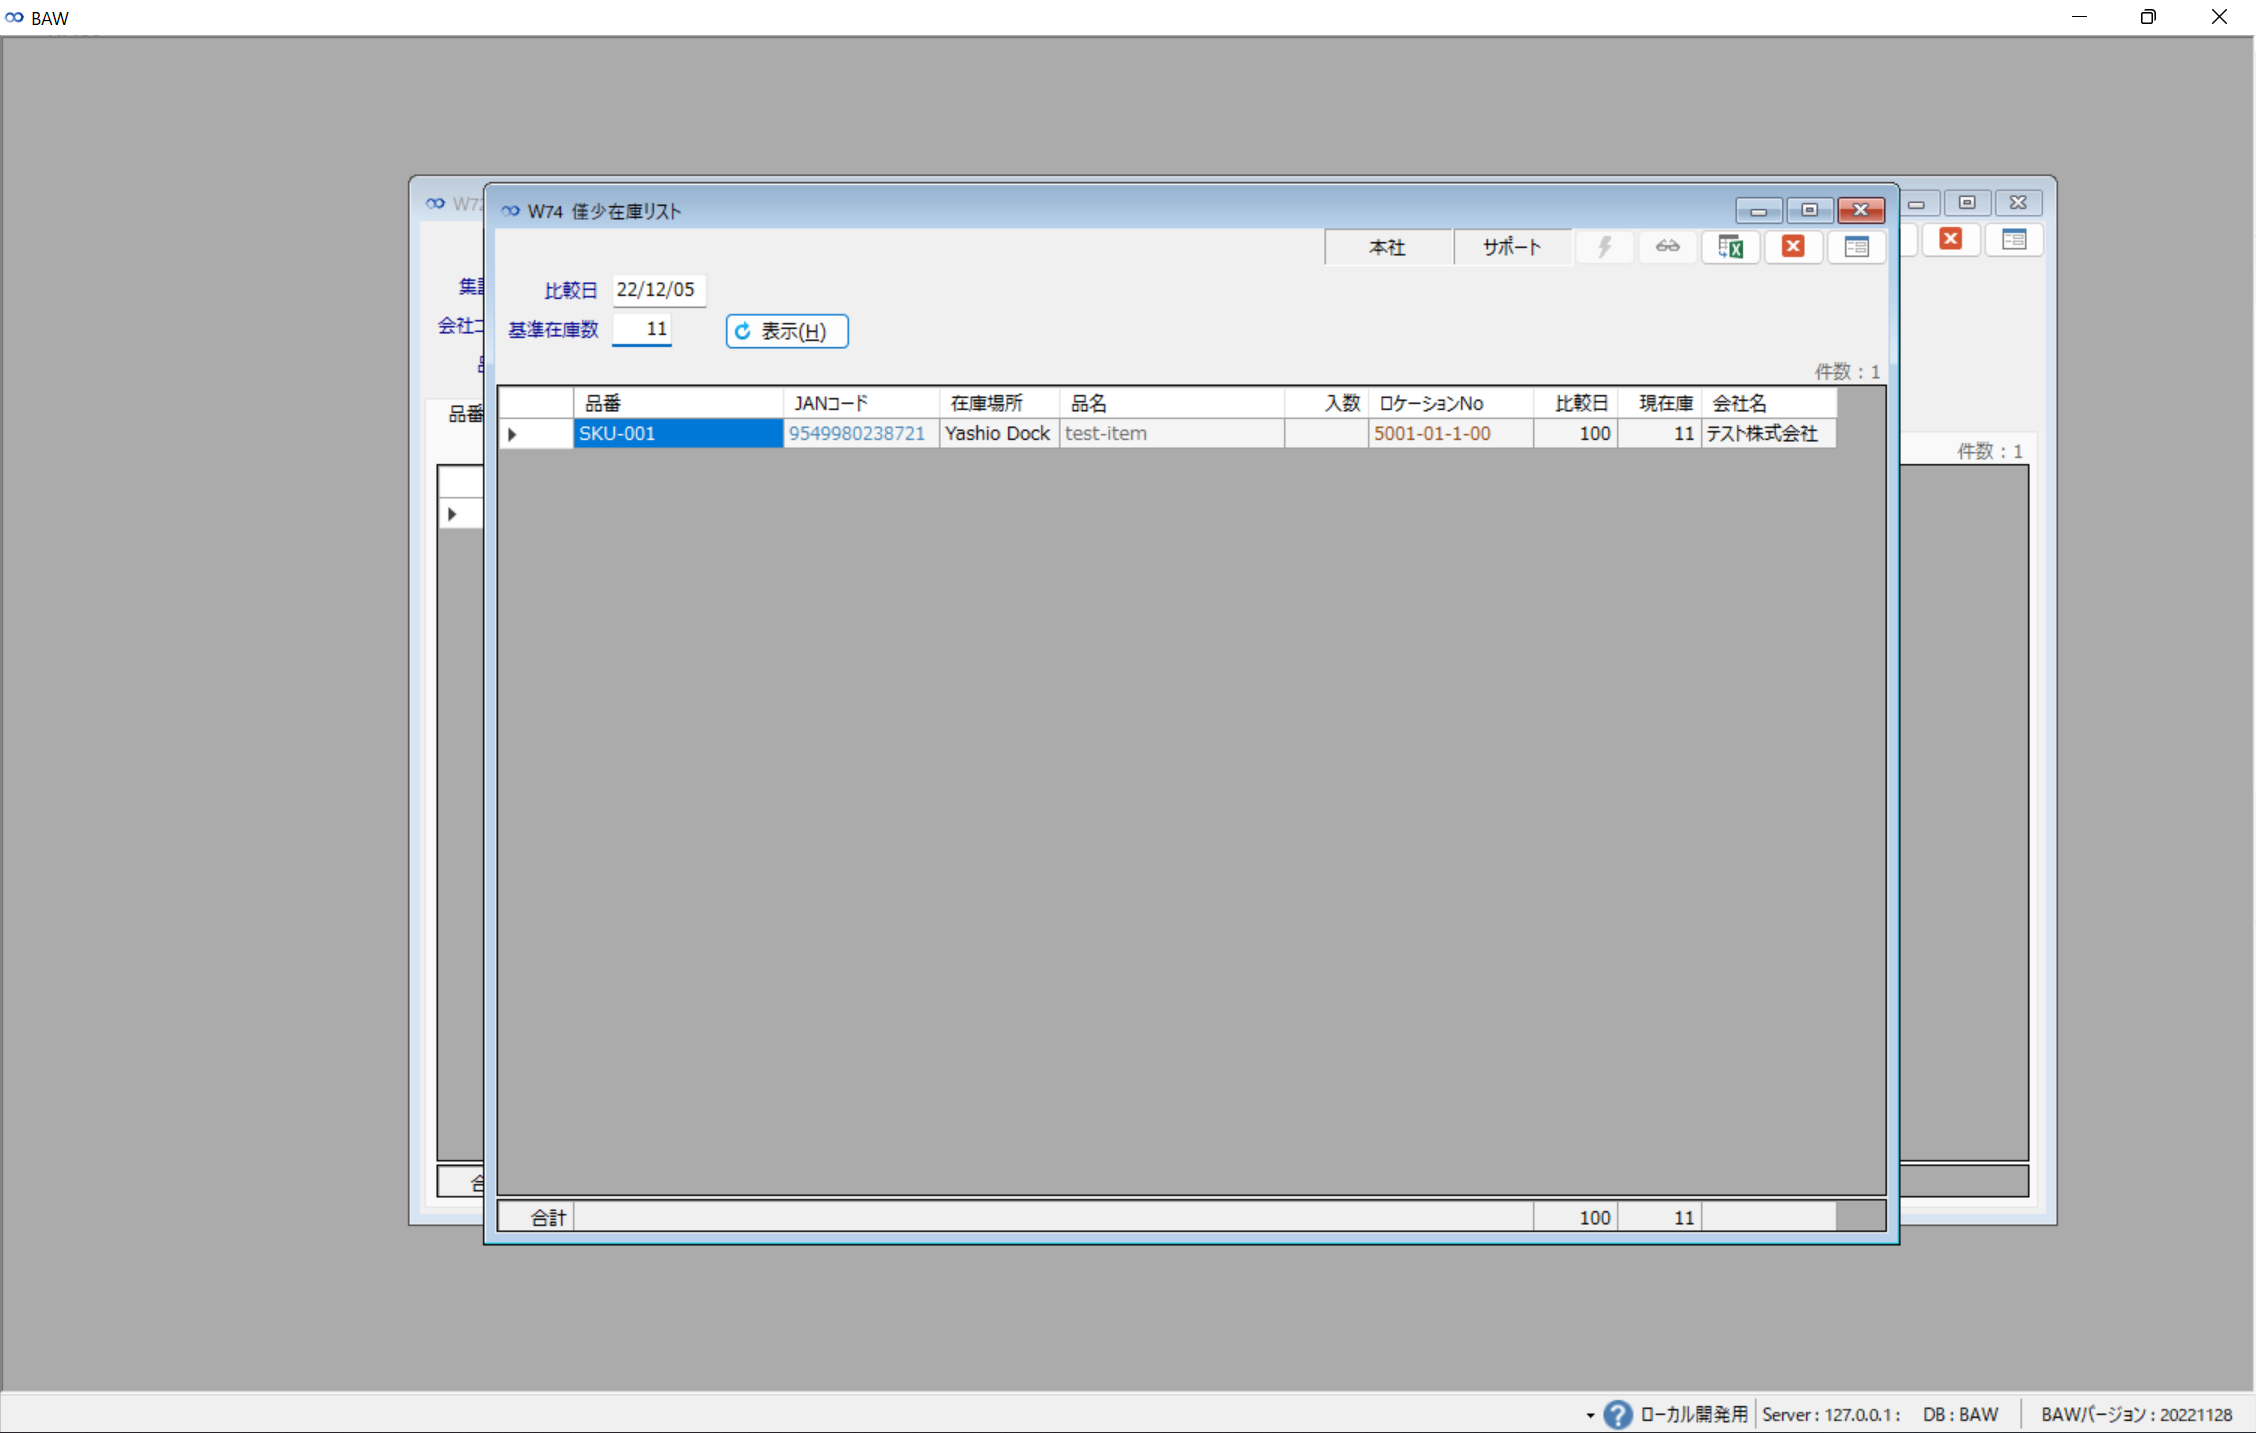 BAW
W72
W74 僅少在庫リスト
本社 サポート
比較日 22/12/05
基準在庫数 11 表示(H)
件数 : 1
品番 JANコード 在庫場所 品名 入数 ロケーションNo 比較日 現在庫 会社名
SKU-001 9549980238721 Yashio Dock test-item 5001-01-1-00 100 11 テスト株式会社
合計 100 11
会社コ
品番
件数 : 1
ローカル開発用 Server : 127.0.0.1 : DB : BAW BAWバージョン : 20221128